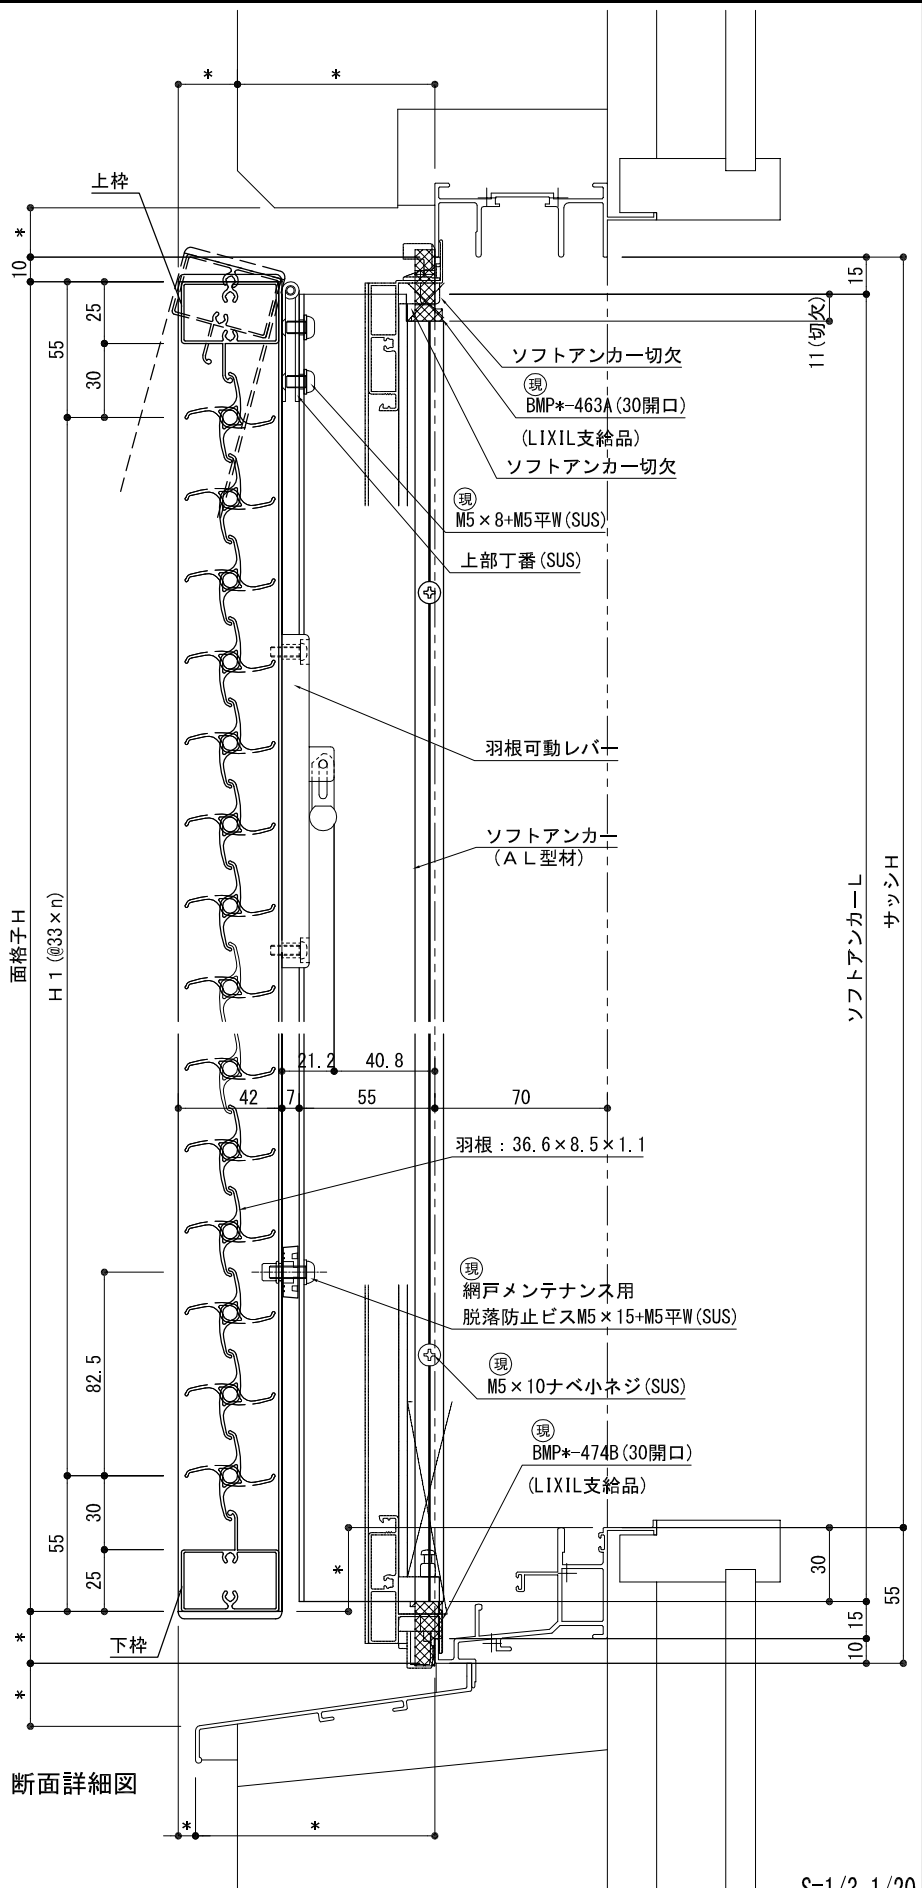 *
*
上枠
*
10
15
25
55
30
11(切欠)
ソフトアンカー切欠
現
BMP*-463A(30開口)
(LIXIL支給品)
ソフトアンカー切欠
現
M5×8+M5平W(SUS)
上部丁番(SUS)
羽根可動レバー
ソフトアンカー
(AL型材)
面格子H
H1(@33×n)
ソフトアンカーL
サッシH
21.2
40.8
42
7
55
70
羽根：36.6×8.5×1.1
現
網戸メンテナンス用
脱落防止ビスM5×15+M5平W(SUS)
82.5
現
M5×10ナベ小ネジ(SUS)
現
BMP*-474B(30開口)
(LIXIL支給品)
30
55
25
*
30
55
15
10
下枠
*
*
断面詳細図
*
*
S=1/3,1/20